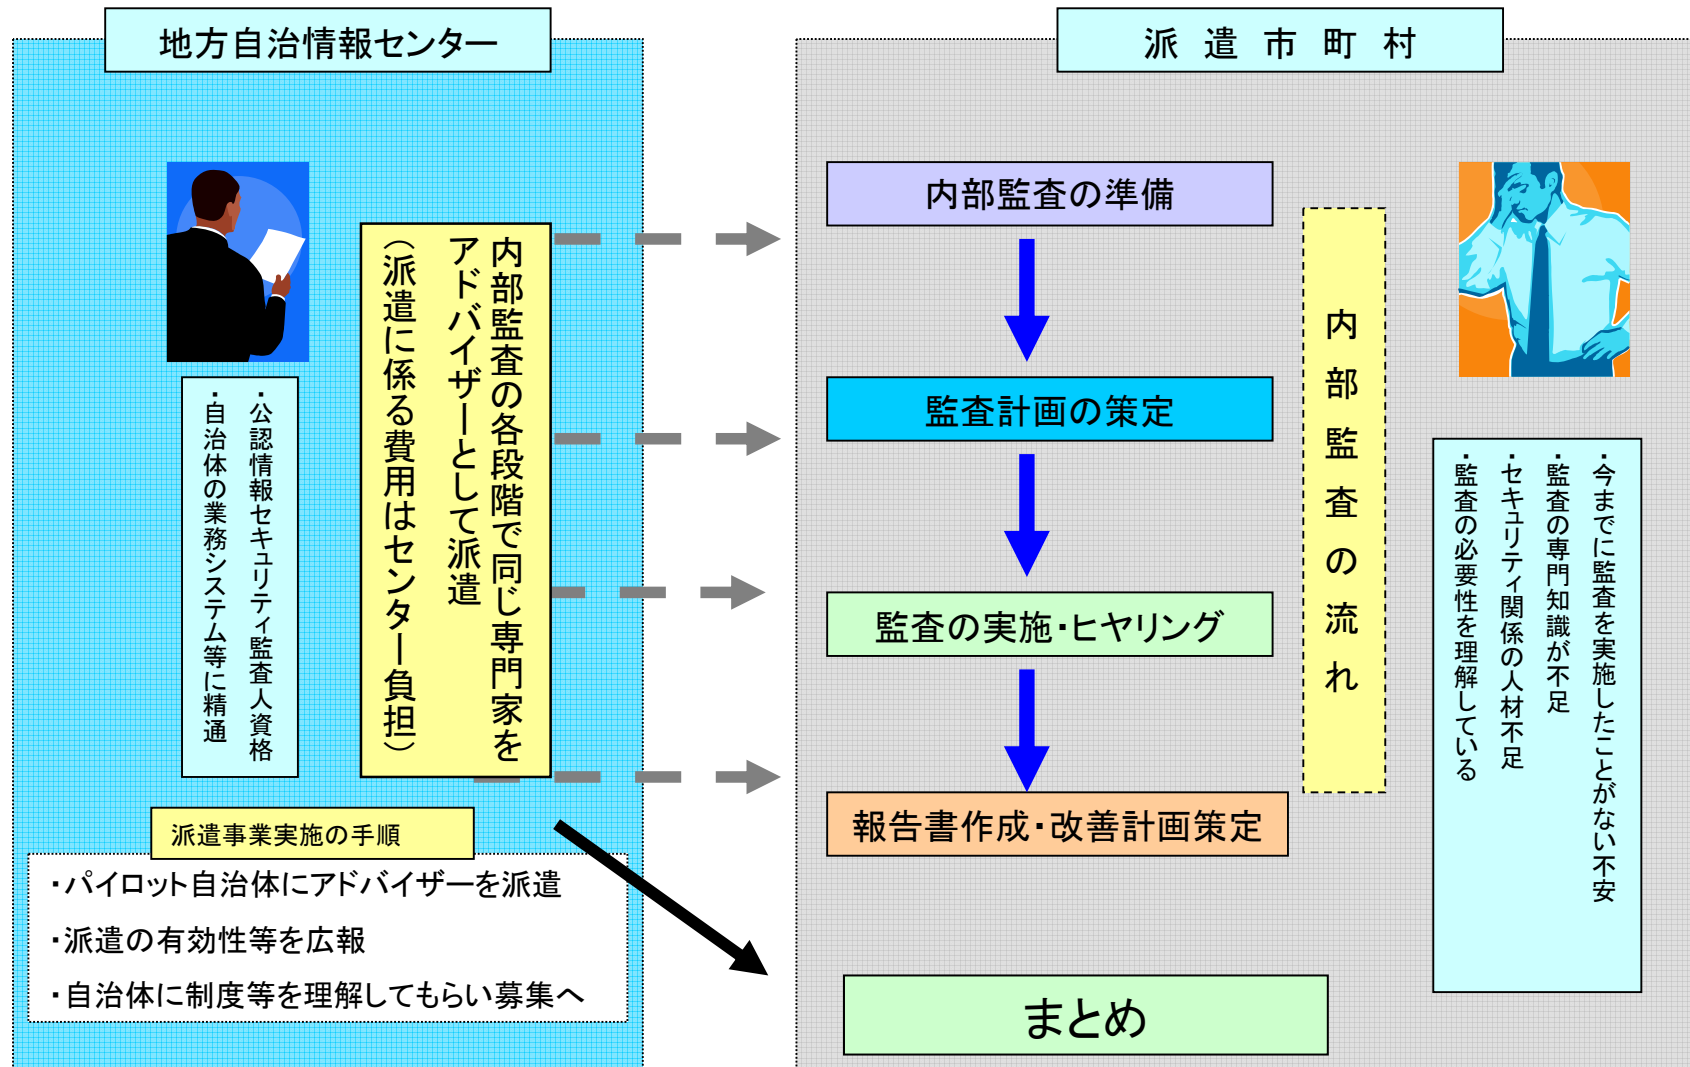 地方自治情報センター
内部監査の各段階で同じ専門家を
アドバイザーとして派遣
（派遣に係る費用はセンター負担）
・公認情報セキュリティ監査人資格
・自治体の業務システム等に精通
派遣事業実施の手順
・パイロット自治体にアドバイザーを派遣
・派遣の有効性等を広報
・自治体に制度等を理解してもらい募集へ
派遣市町村
内部監査の準備
監査計画の策定
監査の実施・ヒヤリング
報告書作成・改善計画策定
まとめ
内部監査の流れ
・今までに監査を実施したことがない不安
・監査の専門知識が不足
・セキュリティ関係の人材不足
・監査の必要性を理解している